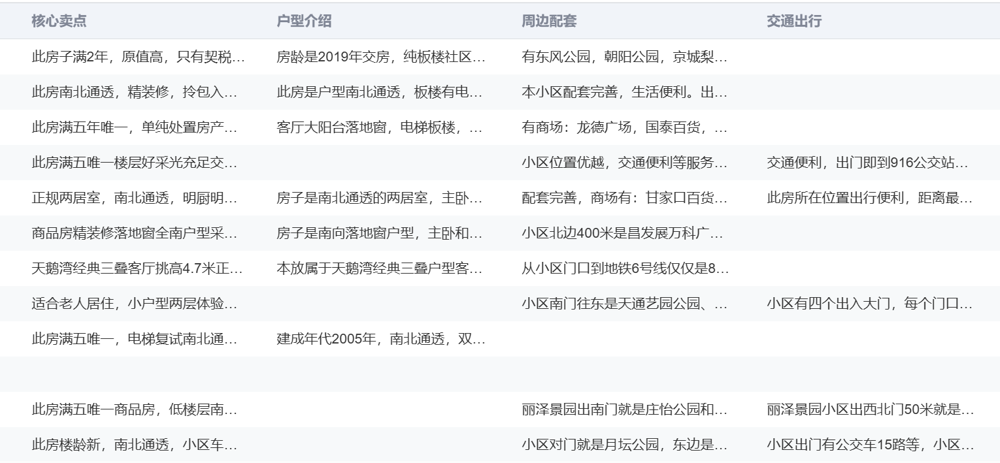 核心卖点 户型介绍 周边配套 交通出行
此房子满2年，原值高，只有契税… 房龄是2019年交房，纯板楼社区… 有东风公园，朝阳公园，京城梨…
此房南北通透，精装修，拎包入… 此房是户型南北通透，板楼有电… 本小区配套完善，生活便利。出…
此房满五年唯一，单纯处置房产… 客厅大阳台落地窗，电梯板楼，… 有商场：龙德广场，国泰百货，…
此房满五唯一楼层好采光充足交… 小区位置优越，交通便利等服务… 交通便利，出门即到916公交站…
正规两居室，南北通透，明厨明… 房子是南北通透的两居室，主卧… 配套完善，商场有：甘家口百货… 此房所在位置出行便利，距离最…
商品房精装修落地窗全南户型采… 房子是南向落地窗户型，主卧和… 小区北边400米是昌发展万科广…
天鹅湾经典三叠客厅挑高4.7米正… 本放属于天鹅湾经典三叠户型客… 从小区门口到地铁6号线仅仅是8…
适合老人居住，小户型两层体验… 小区南门往东是天通艺园公园、… 小区有四个出入大门，每个门口…
此房满五唯一，电梯复试南北通… 建成年代2005年，南北通透，双…
此房满五唯一商品房，低楼层南… 丽泽景园出南门就是庄怡公园和… 丽泽景园小区出西北门50米就是…
此房楼龄新，南北通透，小区车… 小区对门就是月坛公园，东边是… 小区出门有公交车15路等，小区…